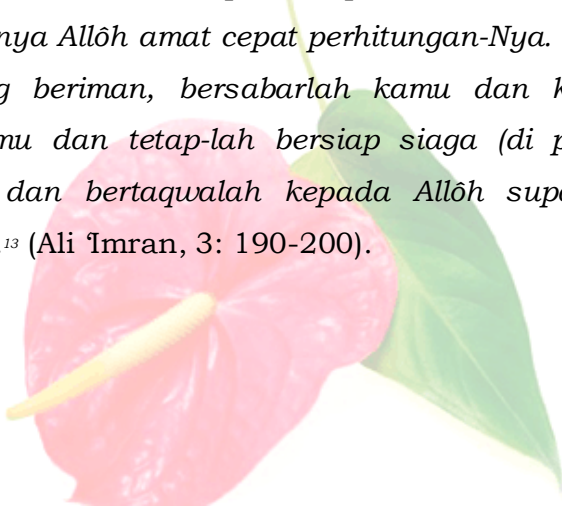 nya Allôh amat cepat perhitungan-Nya.
g beriman, bersabarlah kamu dan k
mu dan tetap-lah bersiap siaga (di p
dan bertaqwalah kepada Allôh sup
.¹³ (Ali ‘Imran, 3: 190-200).